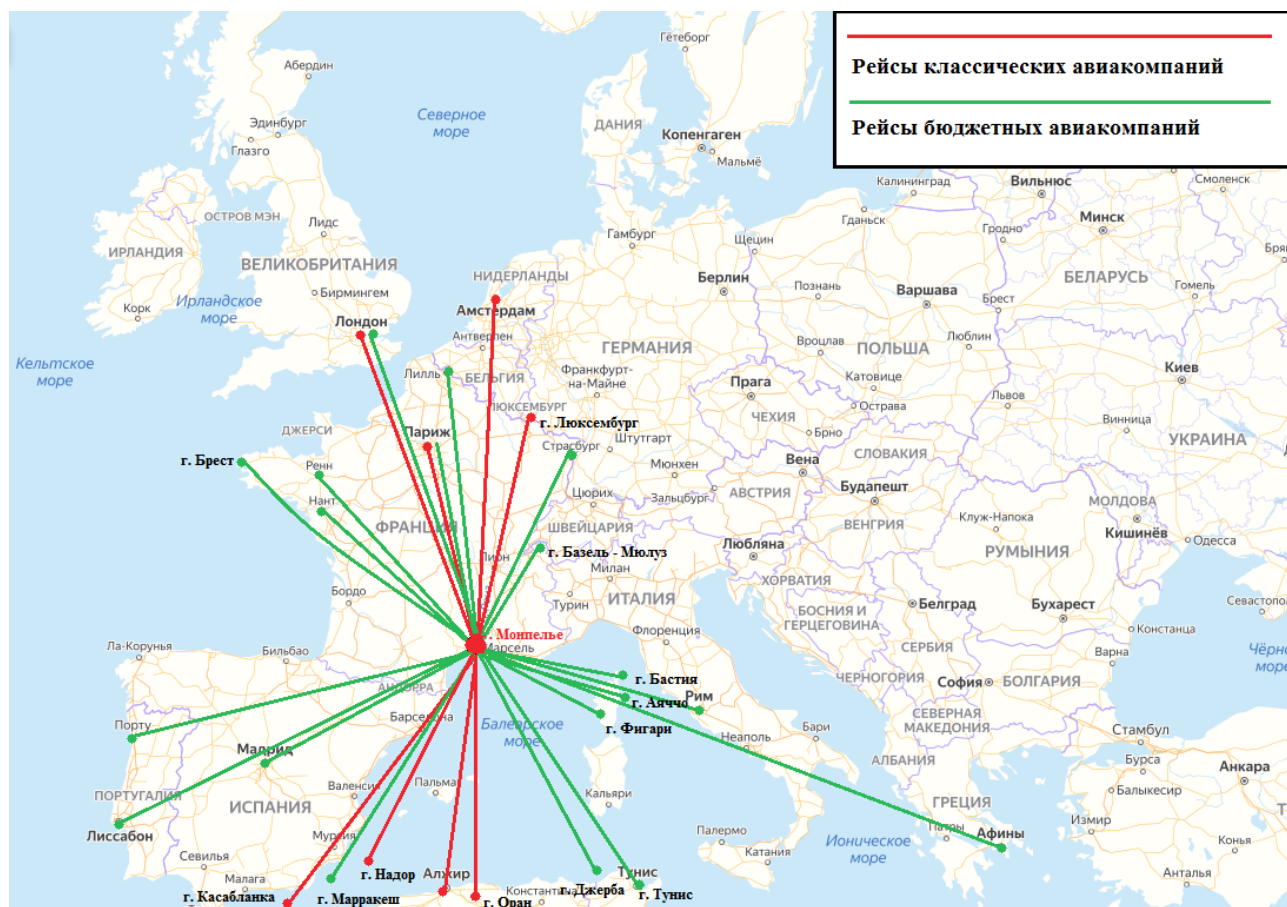 Рейсы классических авиакомпаний
Рейсы бюджетных авиакомпаний
Гётеборг
Абердин
Северное
море
Эдинбург
Глазго
ДАНИЯ
Копенгаген
Мальмё
Калининград
Вильнюс
Смоленск
Минск
Гданьск
Гродно
ОСТРОВ МЭН
Лидс
Гамбург
Щецин
ИРЛАНДИЯ
ВЕЛИКОБРИТАНИЯ
НИДЕРЛАНДЫ
Берлин
БЕЛАРУСЬ
Ирландское
море
Бирмингем
Корк
Познань
Варшава
Брест
Гомель
Амстердам
Лондон
Антверпен
ГЕРМАНИЯ
Вроцлав
ПОЛЬША
Люблин
Кельтское
море
Лилль
БЕЛЬГИЯ
Франкфурт-
на-Майне
Прага
Катовице
Киев
ЛЮКСЕМБУРГ
ЧЕХИЯ
Острава
Львов
Винница
ДЖЕРСИ
Париж
г. Люксембург
Брно
УКРАИНА
Страсбург
Штутгарт
г. Брест
Ренн
Мюнхен
Вена
СЛОВАКИЯ
Нант
Цюрих
Зальцбург
АВСТРИЯ
Будапешт
МОЛДОВА
ФРАНЦИЯ
ШВЕЙЦАРИЯ
ВЕНГРИЯ
Клуж-Напока
Кишинёв
Одесса
Лион
г. Базель - Мюлуз
Любляна
РУМЫНИЯ
Милан
ХОРВАТИЯ
Бордо
Турин
ИТАЛИЯ
БОСНИЯ И
ГЕРЦЕГОВИНА
Белград
Бухарест
Севастопо
г. Монпелье
Марсель
Флоренция
Констанца
Ла-Корунья
Бильбао
СЕРБИЯ
Варна
Чёрно
море
АНДОРРА
г. Бастия
ЧЕРНОГОРИЯ
София
БОЛГАРИЯ
г. Аяччо
Рим
Порту
Барселона
Балеарское
море
г. Фигари
СЕВЕРНАЯ
МАКЕДОНИЯ
Стамбул
Неаполь
Бари
Мадрид
АЛБАНИЯ
Бурса
Анкара
ПОРТУГАЛИЯ
ИСПАНИЯ
Валенсия
Пальма
Кальяри
Балыкесир
ГРЕЦИЯ
Лиссабон
Мурсия
Палермо
Ионическое
море
Патры
Афины
Измир
Конья
Севилья
Катания
Малага
г. Надор
Алжир
Тунис
Анталья
г. Касабланка
г. Марракеш
г. Оран
Константина
г. Джерба
г. Тунис